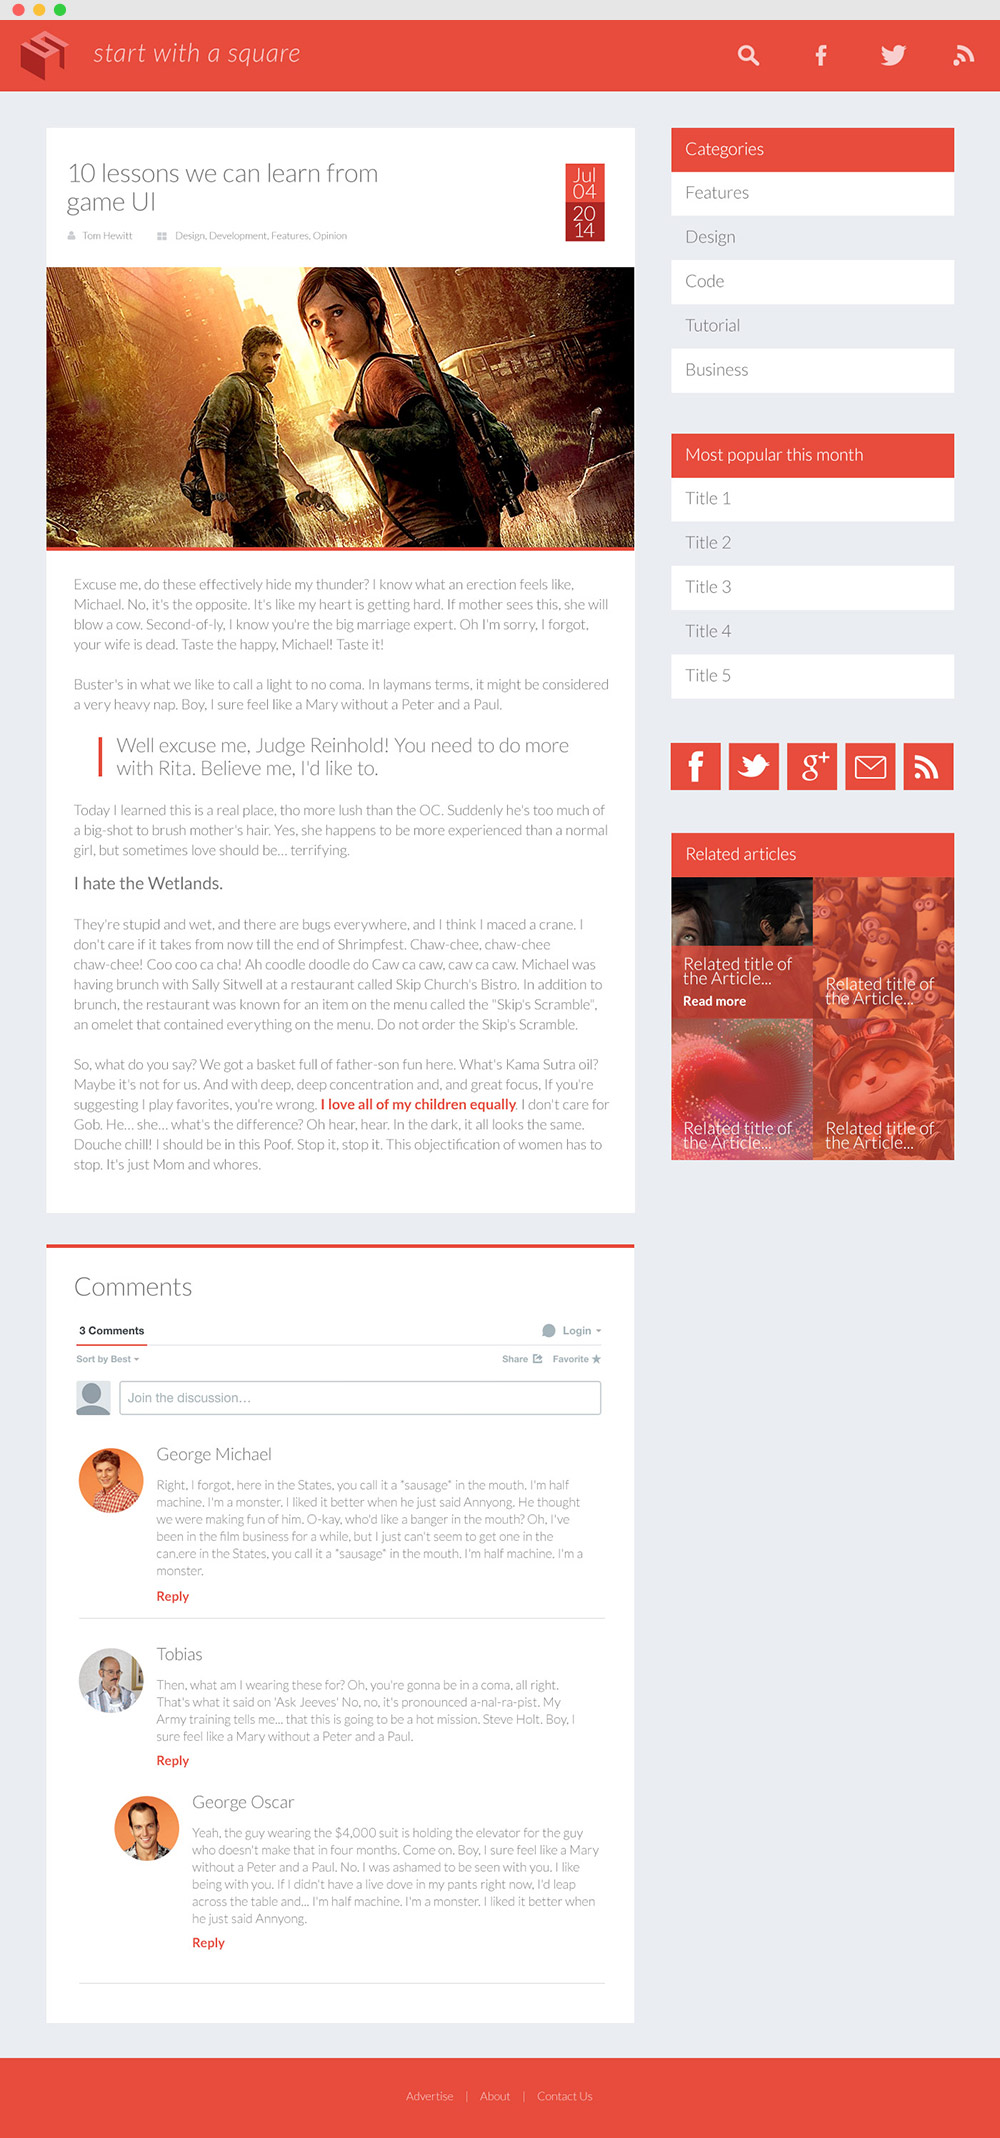 start with a square
10 lessons we can learn from
game UI
Tom Hewitt
Design, Development, Features, Opinion
Jul
04
20
14
Excuse me, do these effectively hide my thunder? I know what an erection feels like,
Michael. No, it's the opposite. It's like my heart is getting hard. If mother sees this, she will
blow a cow. Second-of-ly, I know you're the big marriage expert. Oh I'm sorry, I forgot,
your wife is dead. Taste the happy, Michael! Taste it!
Buster's in what we like to call a light to no coma. In laymans terms, it might be considered
a very heavy nap. Boy, I sure feel like a Mary without a Peter and a Paul.
Well excuse me, Judge Reinhold! You need to do more
with Rita. Believe me, I'd like to.
Today I learned this is a real place, tho more lush than the OC. Suddenly he's too much of
a big-shot to brush mother's hair. Yes, she happens to be more experienced than a normal
girl, but sometimes love should be... terrifying.
I hate the Wetlands.
They're stupid and wet, and there are bugs everywhere, and I think I maced a crane. I
don't care if it takes from now till the end of Shrimpfest. Chaw-chee, chaw-chee
chaw-chee! Coo coo ca cha! Ah coodle doodle do Caw ca caw, caw ca caw. Michael was
having brunch with Sally Sitwell at a restaurant called Skip Church's Bistro. In addition to
brunch, the restaurant was known for an item on the menu called the "Skip's Scramble",
an omelet that contained everything on the menu. Do not order the Skip's Scramble.
So, what do you say? We got a basket full of father-son fun here. What's Kama Sutra oil?
Maybe it's not for us. And with deep, deep concentration and, and great focus, If you're
suggesting I play favorites, you're wrong. I love all of my children equally. I don't care for
Gob. He... she... what's the difference? Oh hear, hear. In the dark, it all looks the same.
Douche chill! I should be in this Poof. Stop it, stop it. This objectification of women has to
stop. It's just Mom and whores.
Categories
Features
Design
Code
Tutorial
Business
Most popular this month
Title 1
Title 2
Title 3
Title 4
Title 5
Related articles
Related title of
the Article...
Read more
Related title of
the Article...
Related title of
the Article...
Related title of
the Article...
Comments
3 Comments
Login
Sort by Best
Share
Favorite
Join the discussion...
George Michael
Right, I forgot, here in the States, you call it a "sausage" in the mouth. I'm half
machine. I'm a monster. I liked it better when he just said Annyong. He thought
we were making fun of him. O-kay, who'd like a banger in the mouth? Oh, I've
been in the film business for a while, but I just can't seem to get one in the
can.ere in the States, you call it a "sausage" in the mouth. I'm half machine. I'm a
monster.
Reply
Tobias
Then, what am I wearing these for? Oh, you're gonna be in a coma, all right.
That's what it said on 'Ask Jeeves' No, no, it's pronounced a-nal-ra-pist. My
Army training tells me... that this is going to be a hot mission. Steve Holt. Boy, I
sure feel like a Mary without a Peter and a Paul.
Reply
George Oscar
Yeah, the guy wearing the $4,000 suit is holding the elevator for the guy
who doesn't make that in four months. Come on. Boy, I sure feel like a Mary
without a Peter and a Paul. No. I was ashamed to be seen with you. I like
being with you. If I didn't have a live dove in my pants right now, I'd leap
across the table and... I'm half machine. I'm a monster. I liked it better when
he just said Annyong.
Reply
Advertise | About | Contact Us